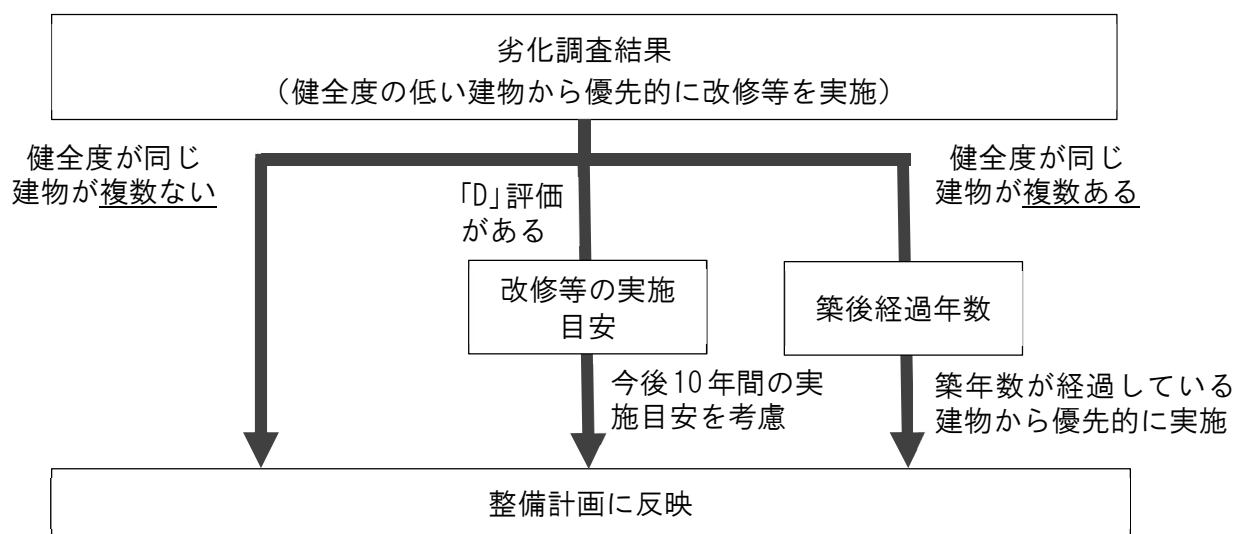 劣化調査結果
（健全度の低い建物から優先的に改修等を実施）
健全度が同じ
建物が複数ない
「D」評価
がある
健全度が同じ
建物が複数ある
改修等の実施
目安
築後経過年数
今後10年間の実
施目安を考慮
築年数が経過している
建物から優先的に実施
整備計画に反映